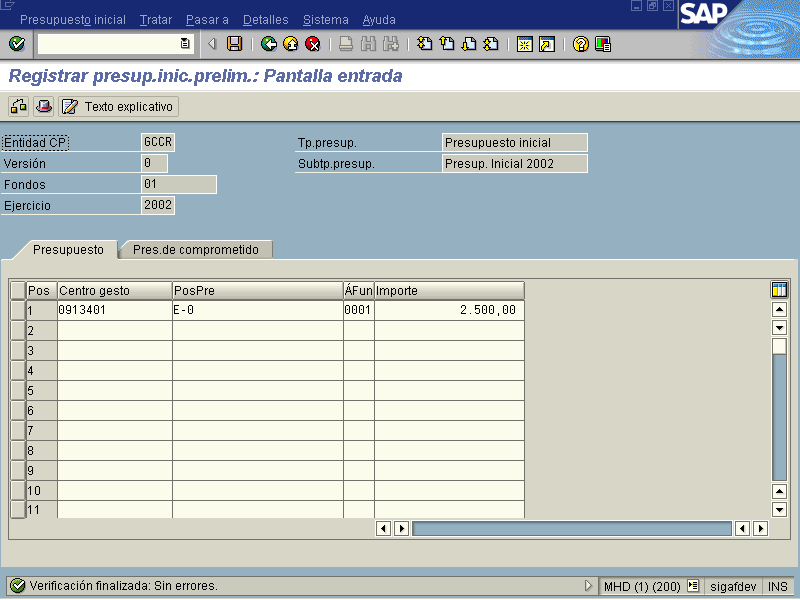 Presupuesto inicial Tratar Pasar a Detalles Sistema Ayuda
SAP
Registrar presup.inic.prelim.: Pantalla entrada
Texto explicativo
Entidad CP GCCR Tp.presup. Presupuesto inicial
Versión 0 Subtp.presup. Presup. Inicial 2002
Fondos 01
Ejercicio 2002
Presupuesto Pres.de comprometido
Pos Centro gesto PosPre ÁFun Importe
1 0913401 E-0 0001 2.500,00
2
3
4
5
6
7
8
9
10
11
Verificación finalizada: Sin errores. MHD (1) (200) sigafdev INS